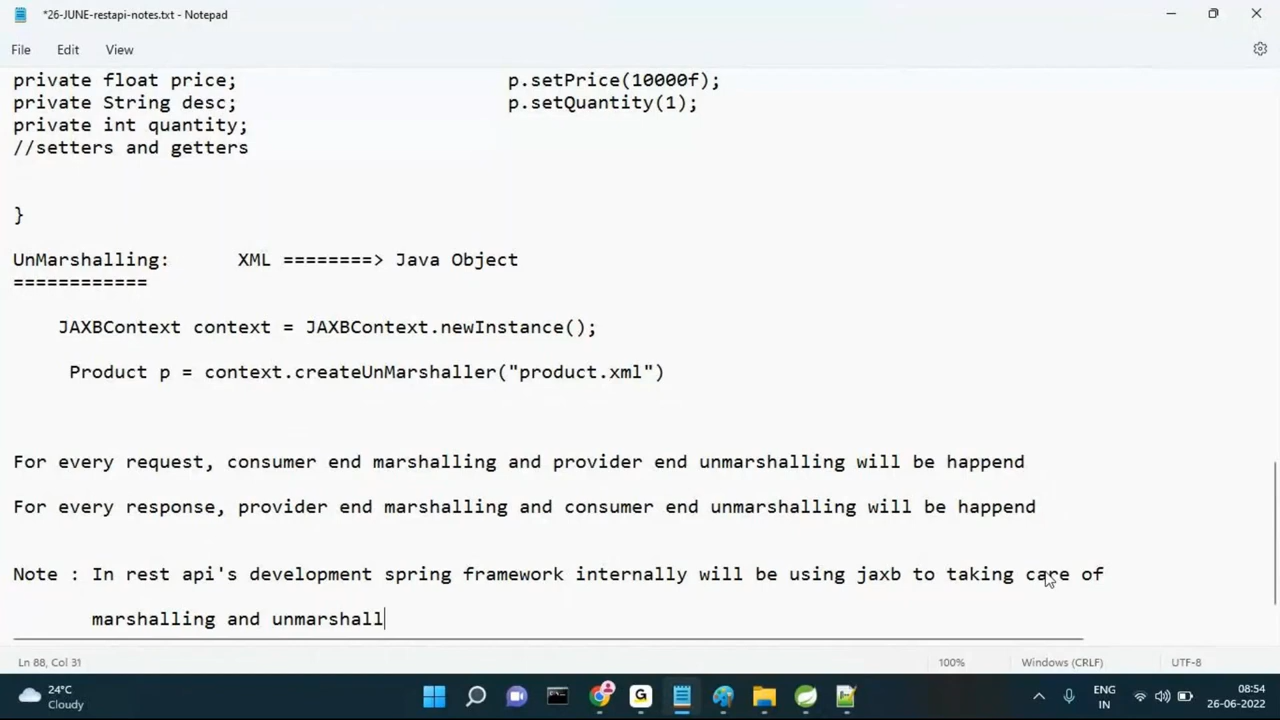 *26-JUNE-restapi-notes.txt - Notepad
File Edit View
private float price; p.setPrice(10000f);
private String desc; p.setQuantity(1);
private int quantity;
//setters and getters
}
UnMarshalling: XML ========> Java Object
============
JAXBContext context = JAXBContext.newInstance();
Product p = context.createUnMarshaller("product.xml")
For every request, consumer end marshalling and provider end unmarshalling will be happend
For every response, provider end marshalling and consumer end unmarshalling will be happend
Note : In rest api's development spring framework internally will be using jaxb to taking care of
marshalling and unmarshall
Ln 88, Col 31 100% Windows (CRLF) UTF-8
24°C
Cloudy
ENG
IN
08:54
26-06-2022